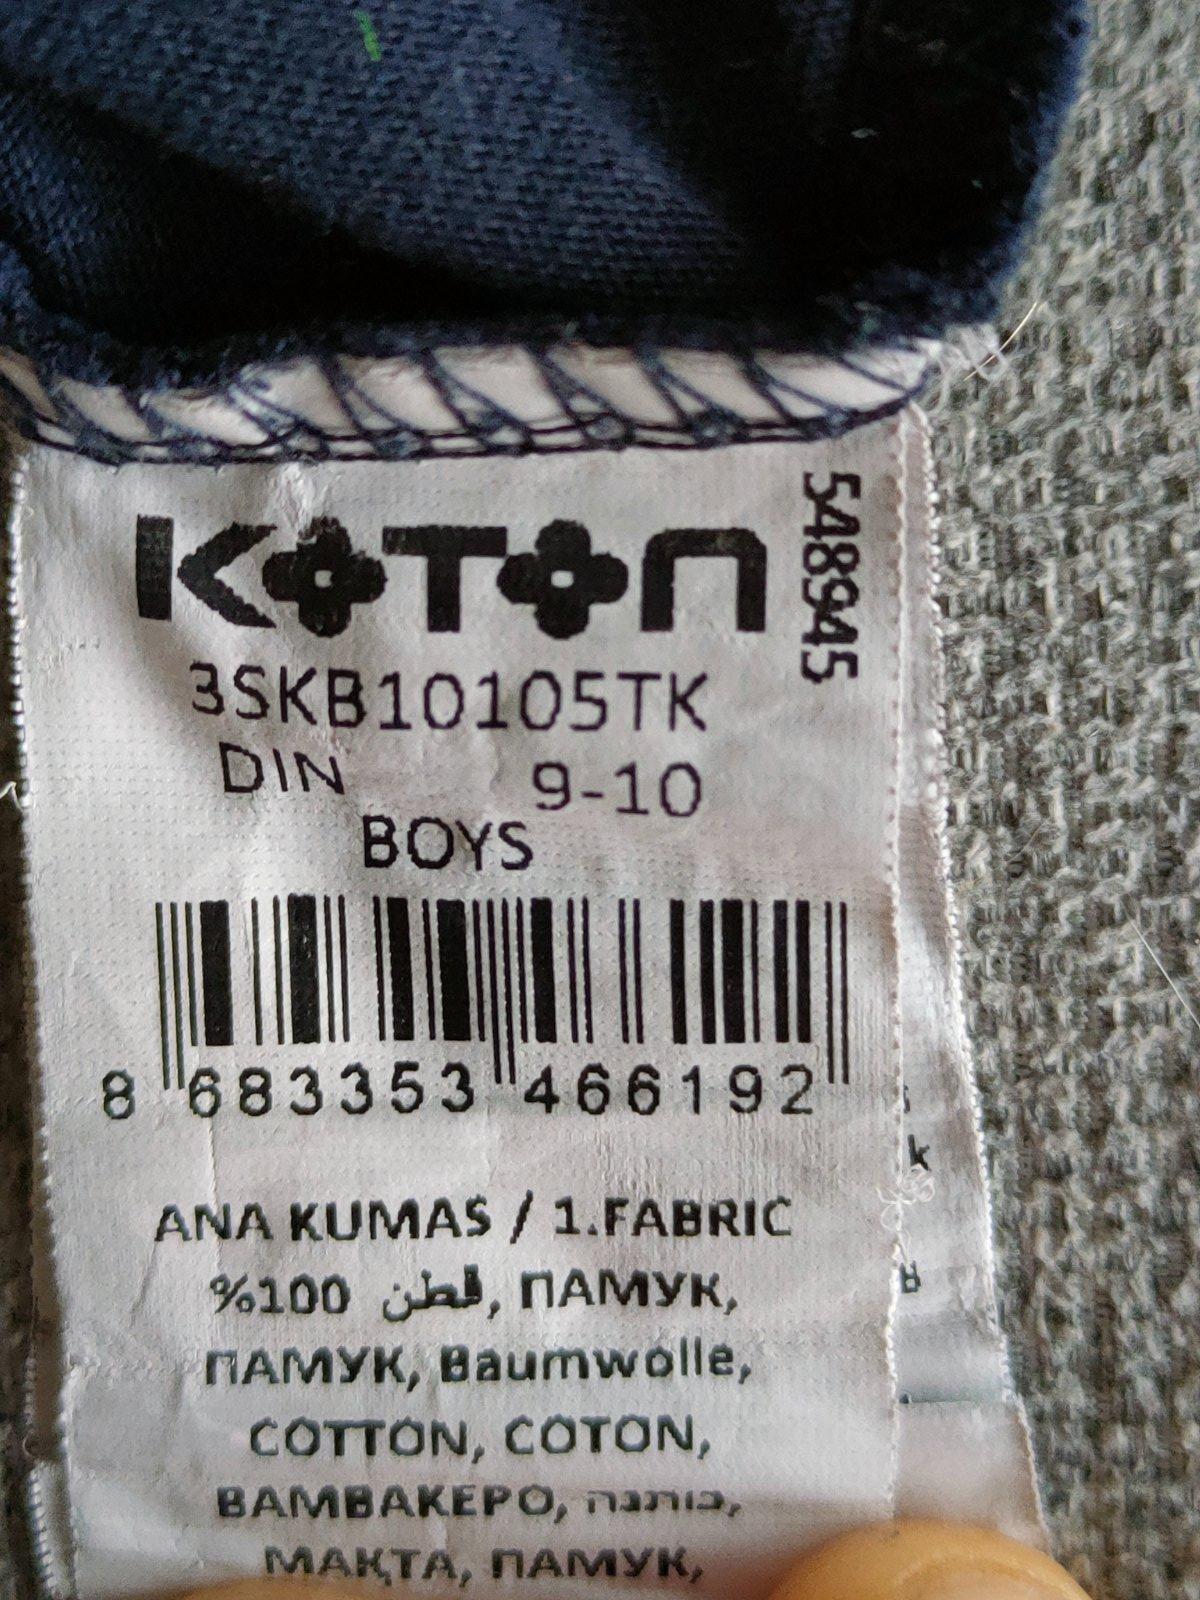 KOTON
548945
3SKB10105TK
DIN 9-10
BOYS
8 683353 466192
ANA KUMAS / 1.FABRIC
%100 قطن, ПАМУК,
ПАМУК, Baumwolle,
COTTON, COTON,
BAMBAKEPO, כותנה,
МАҚТА, ПАМУК,
k
B